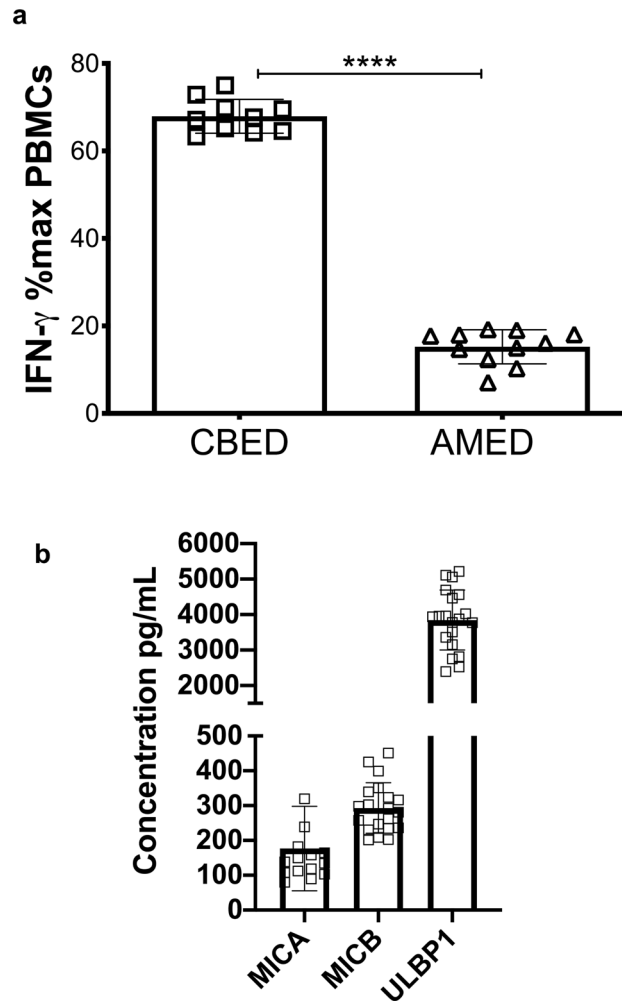 a
IFN-γ %max PBMCs
80
60
40
20
0
****
CBED
AMED
b
Concentration pg/mL
6000
5000
4000
3000
2000
500
400
300
200
100
0
MICA
MICB
ULBP1